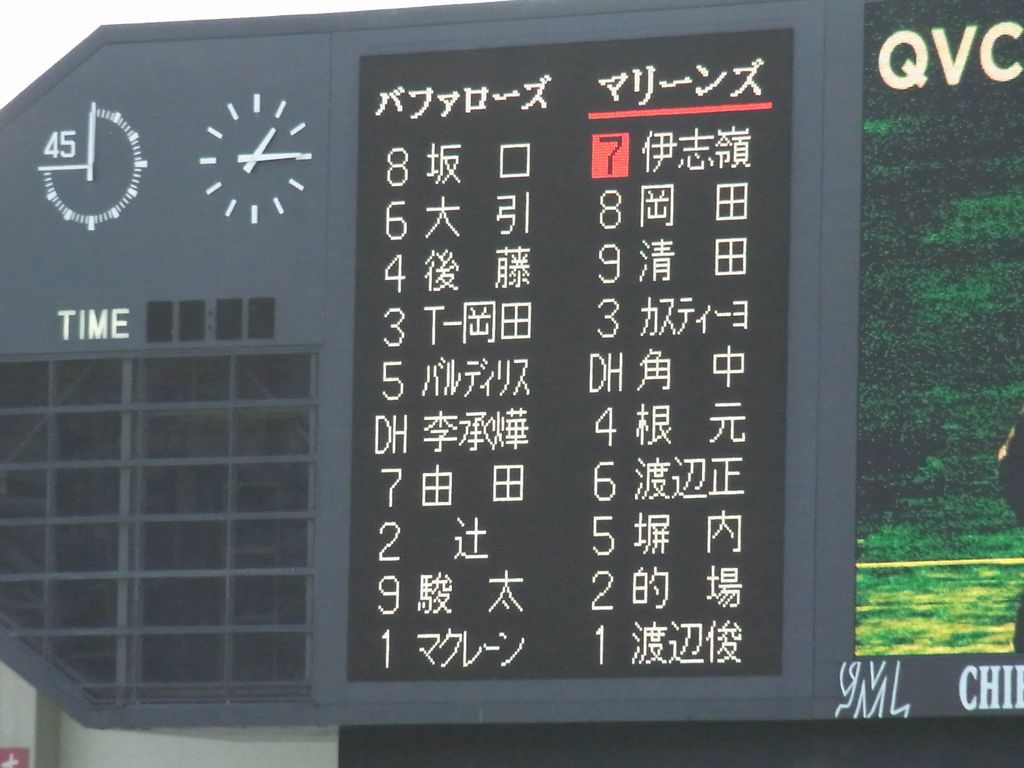 QVC
バファローズ
8 坂口
6 大引
4 後藤
3 T-岡田
5 バルディリス
DH 李承燁
7 由田
2 辻
9 駿太
1 マクレーン
マリーンズ
7 伊志嶺
8 岡田
9 清田
3 カスティーヨ
DH 角中
4 根元
6 渡辺正
5 塀内
2 的場
1 渡辺俊
45
TIME
CHI